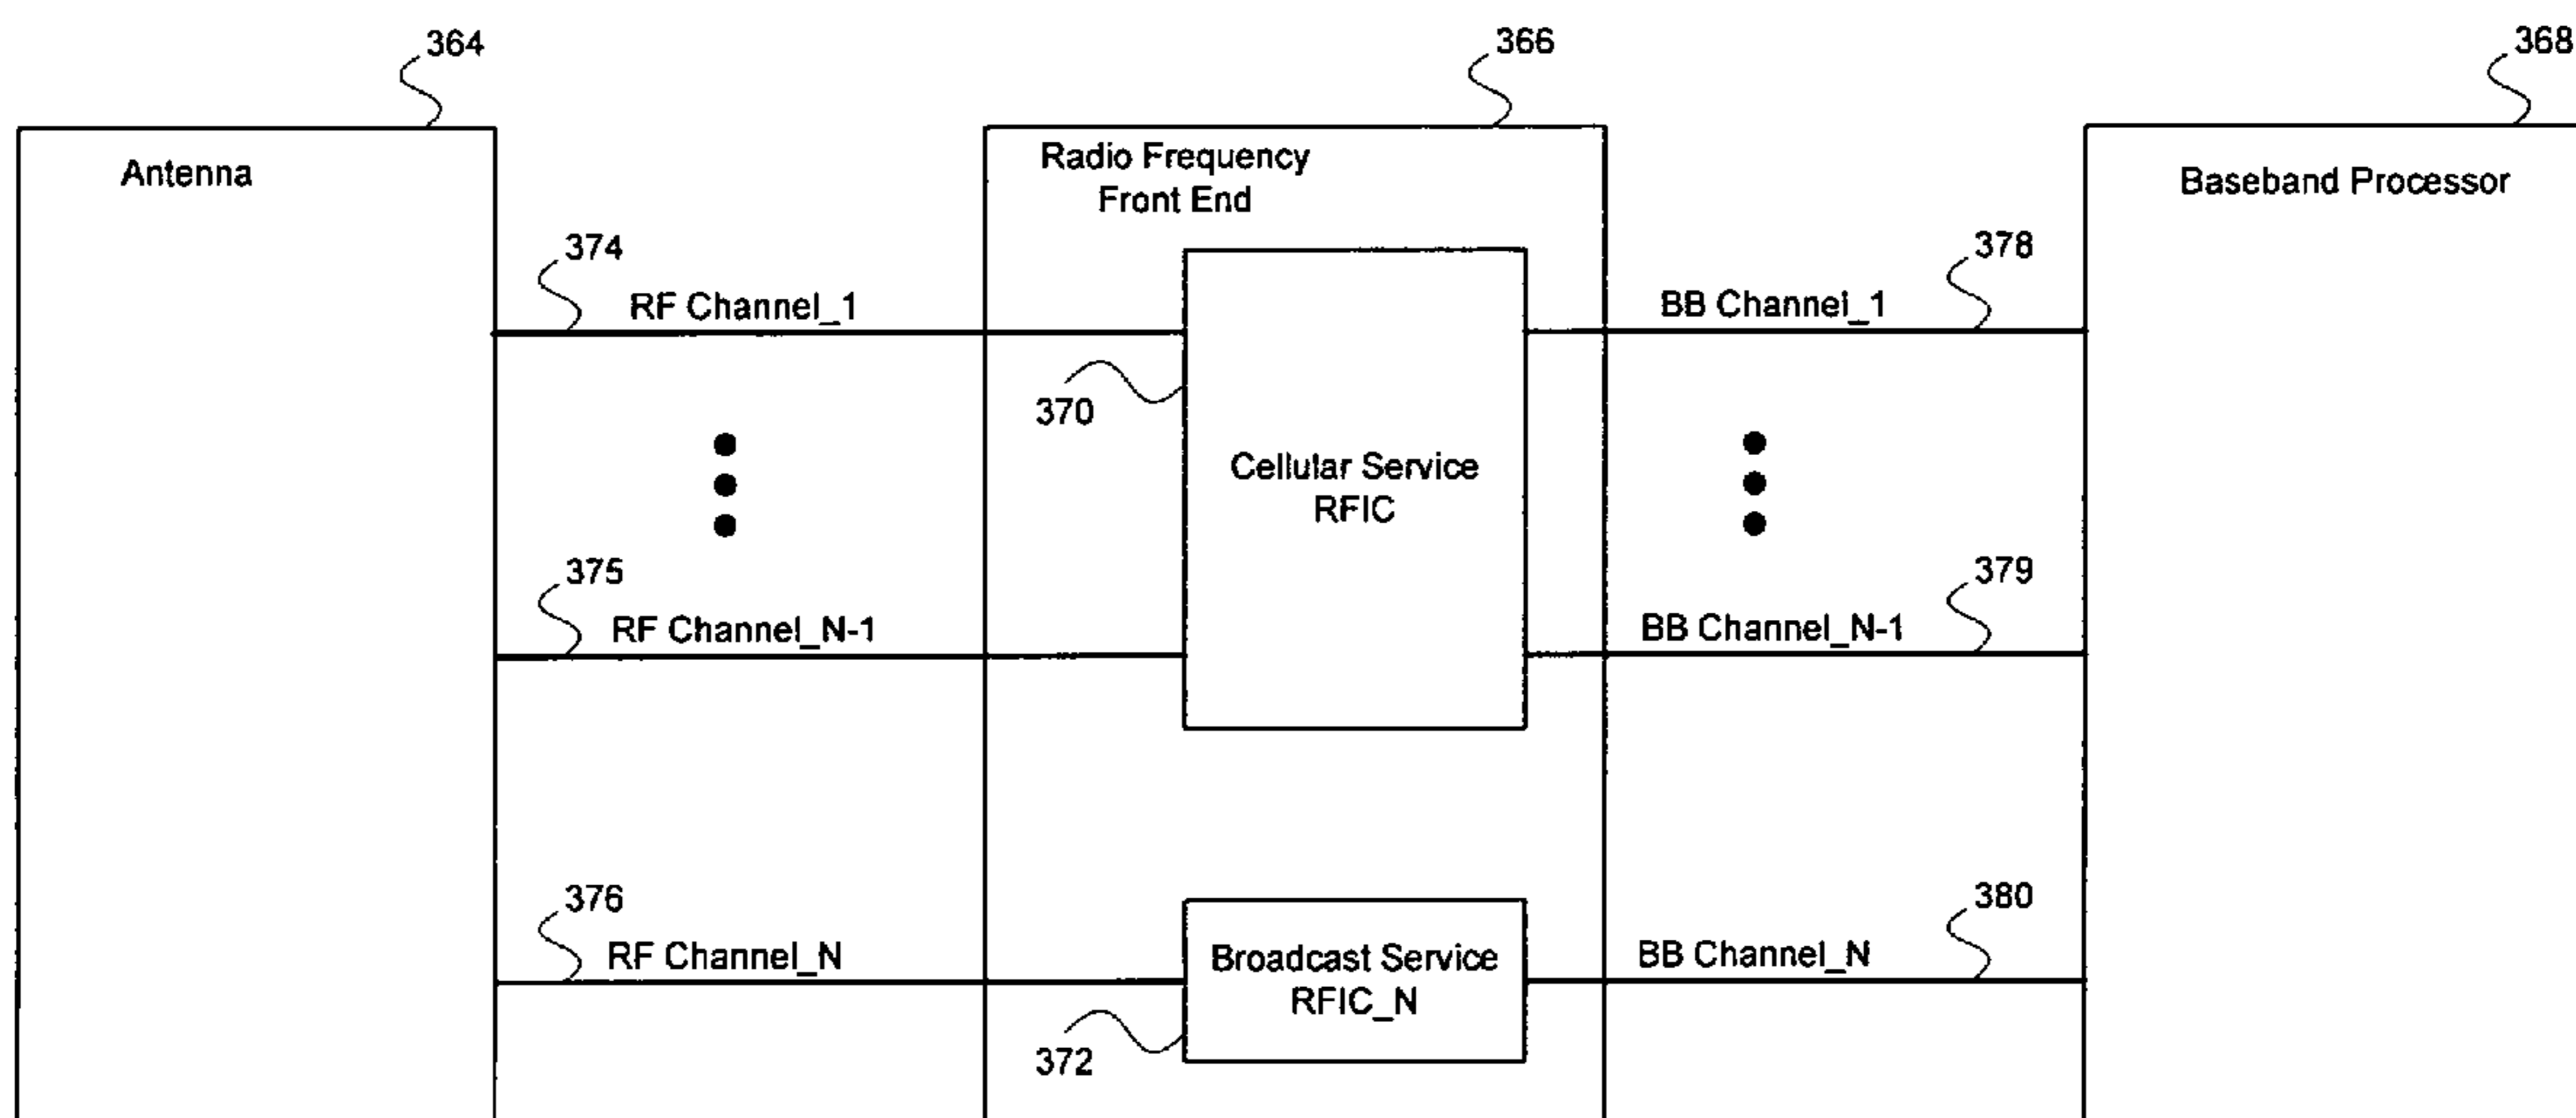 364
366
368
Antenna
Radio Frequency
Front End
Baseband Processor
374
RF Channel_1
378
BB Channel_1
370
Cellular Service
RFIC
375
RF Channel_N-1
379
BB Channel_N-1
376
RF Channel_N
380
BB Channel_N
Broadcast Service
RFIC_N
372